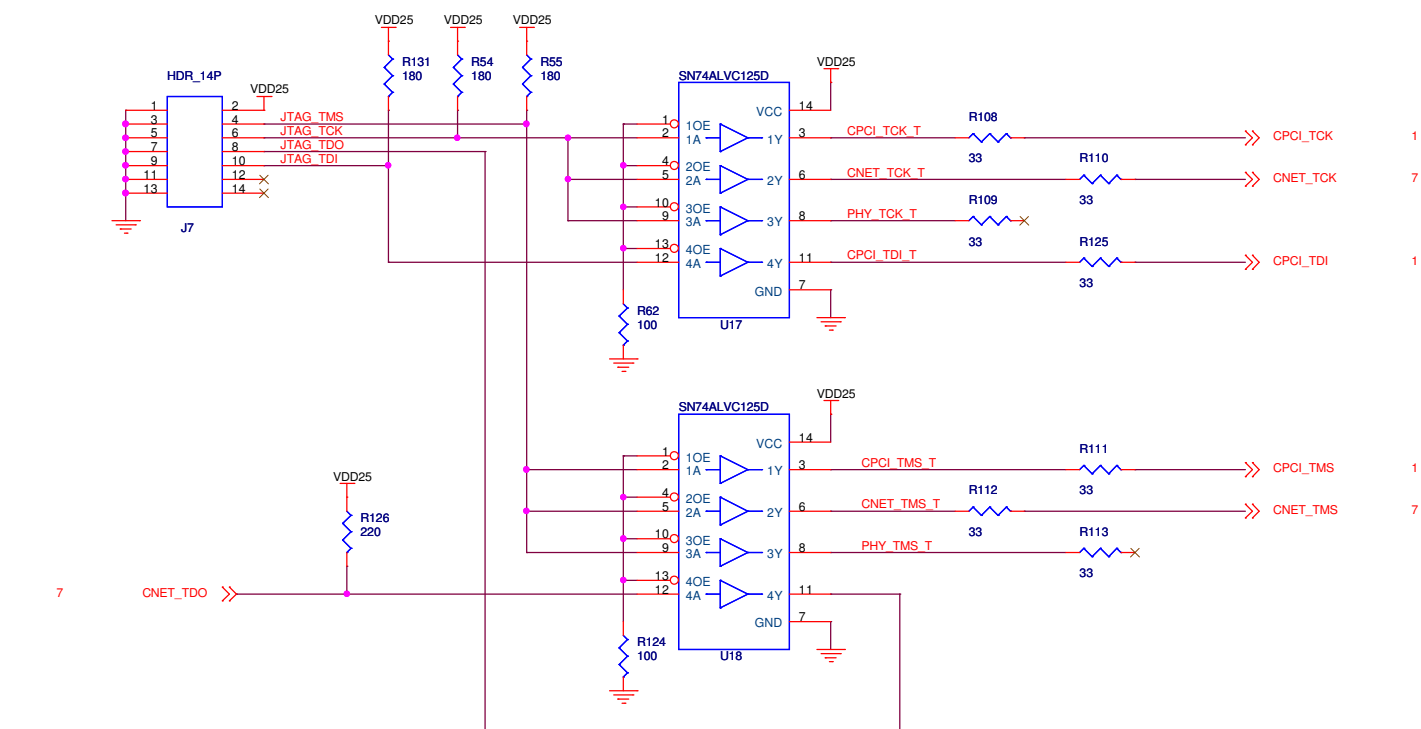 VDD25 VDD25 VDD25
R131 R54 R55
180 180 180
HDR_14P
VDD25
1 2
3 4 JTAG_TMS
5 6 JTAG_TCK
7 8 JTAG_TDO
9 10 JTAG_TDI
11 12
13 14
J7
SN74ALVC125D
VDD25
VCC 14
1 1OE
2 1A 1Y 3 CPCI_TCK_T R108 33 CPCI_TCK 1
4 2OE
5 2A 2Y 6 CNET_TCK_T R110 33 CNET_TCK 7
10 3OE
9 3A 3Y 8 PHY_TCK_T R109 33
13 4OE
12 4A 4Y 11 CPCI_TDI_T R125 33 CPCI_TDI 1
GND 7
R62
100
U17
SN74ALVC125D
VDD25
VCC 14
1 1OE
2 1A 1Y 3 CPCI_TMS_T R111 33 CPCI_TMS 1
4 2OE
5 2A 2Y 6 CNET_TMS_T R112 33 CNET_TMS 7
10 3OE
9 3A 3Y 8 PHY_TMS_T R113 33
13 4OE
12 4A 4Y 11
GND 7
VDD25
R126
220
7 CNET_TDO
R124
100
U18